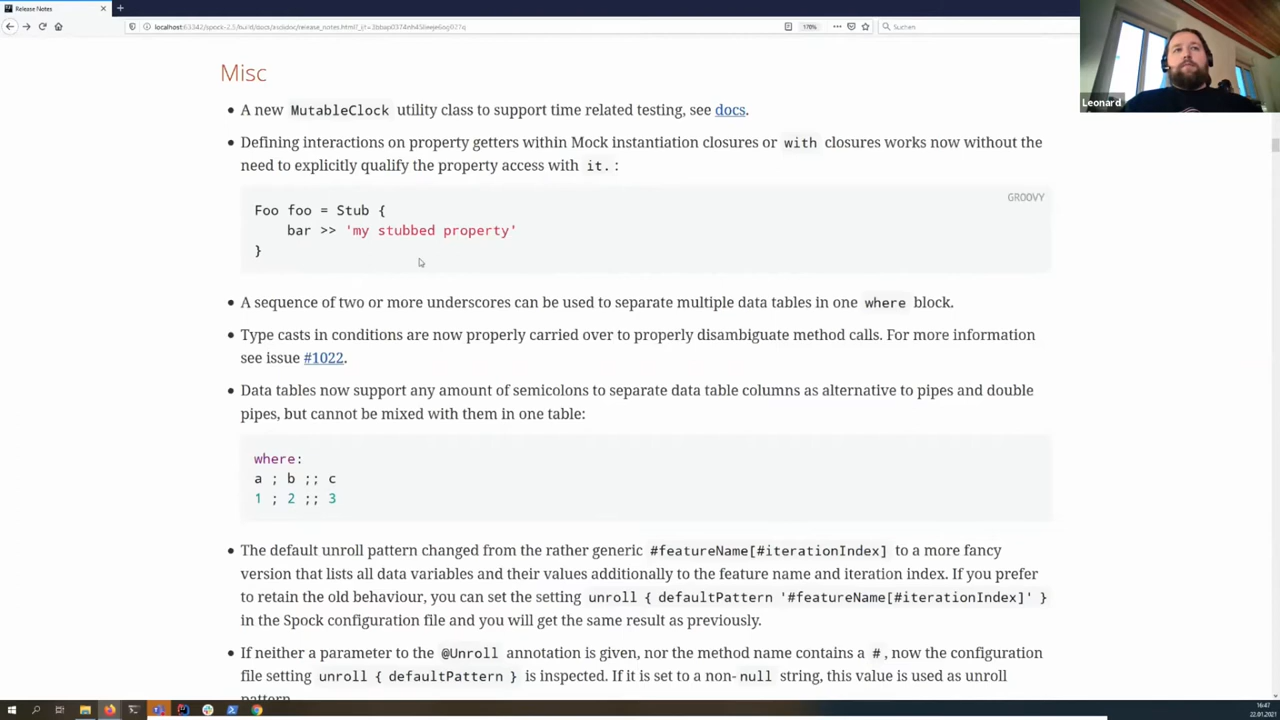 Release Notes
Suchen
170%
Leonard
Misc
A new MutableClock utility class to support time related testing, see docs.
Defining interactions on property getters within Mock instantiation closures or with closures works now without the
need to explicitly qualify the property access with it. :
GROOVY
Foo foo = Stub {
bar >> 'my stubbed property'
}
A sequence of two or more underscores can be used to separate multiple data tables in one where block.
Type casts in conditions are now properly carried over to properly disambiguate method calls. For more information
see issue #1022.
Data tables now support any amount of semicolons to separate data table columns as alternative to pipes and double
pipes, but cannot be mixed with them in one table:
where:
a ; b ;; c
1 ; 2 ;; 3
The default unroll pattern changed from the rather generic #featureName[#iterationIndex] to a more fancy
version that lists all data variables and their values additionally to the feature name and iteration index. If you prefer
to retain the old behaviour, you can set the setting unroll { defaultPattern '#featureName[#iterationIndex]' }
in the Spock configuration file and you will get the same result as previously.
If neither a parameter to the @Unroll annotation is given, nor the method name contains a #, now the configuration
file setting unroll { defaultPattern } is inspected. If it is set to a non- null string, this value is used as unroll
pattern.
16:47
22.01.2021